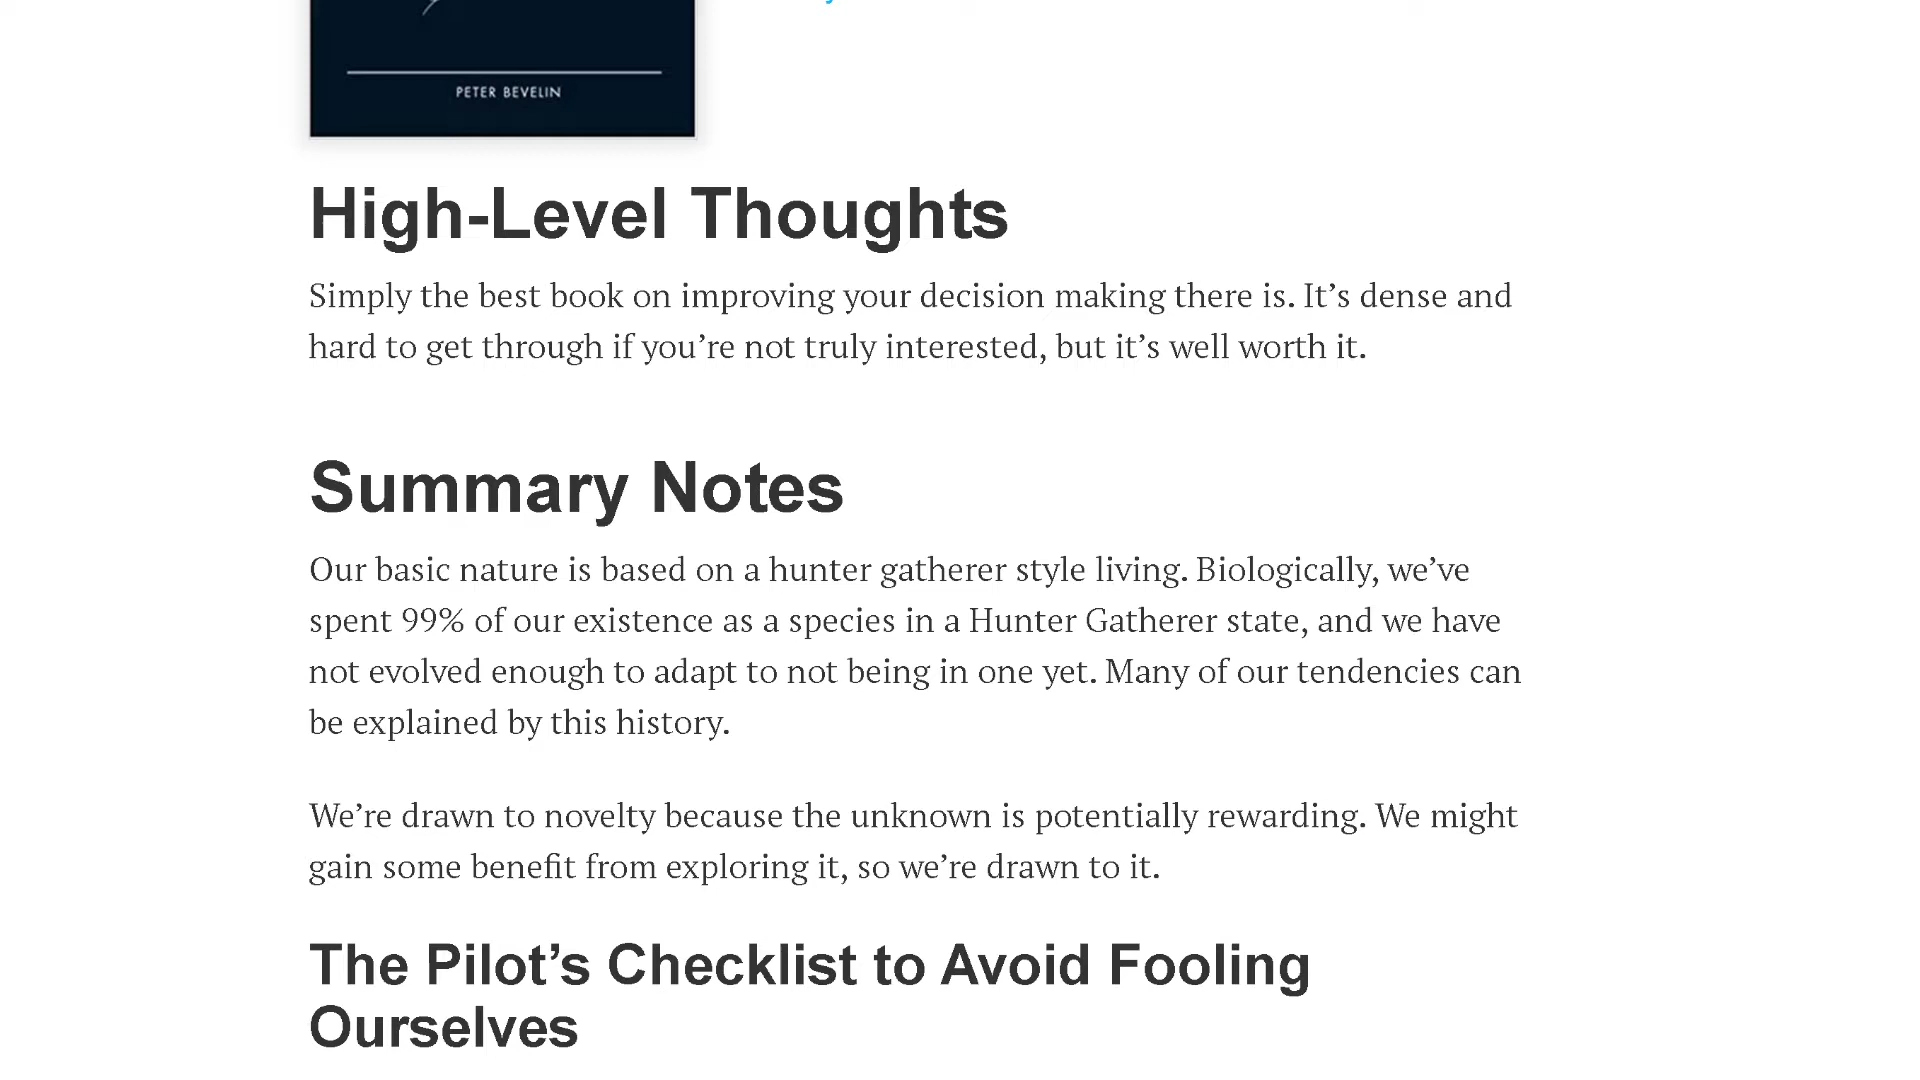 PETER BEVELIN
High-Level Thoughts
Simply the best book on improving your decision making there is. It’s dense and
hard to get through if you’re not truly interested, but it’s well worth it.
Summary Notes
Our basic nature is based on a hunter gatherer style living. Biologically, we’ve
spent 99% of our existence as a species in a Hunter Gatherer state, and we have
not evolved enough to adapt to not being in one yet. Many of our tendencies can
be explained by this history.
We’re drawn to novelty because the unknown is potentially rewarding. We might
gain some benefit from exploring it, so we’re drawn to it.
The Pilot’s Checklist to Avoid Fooling
Ourselves